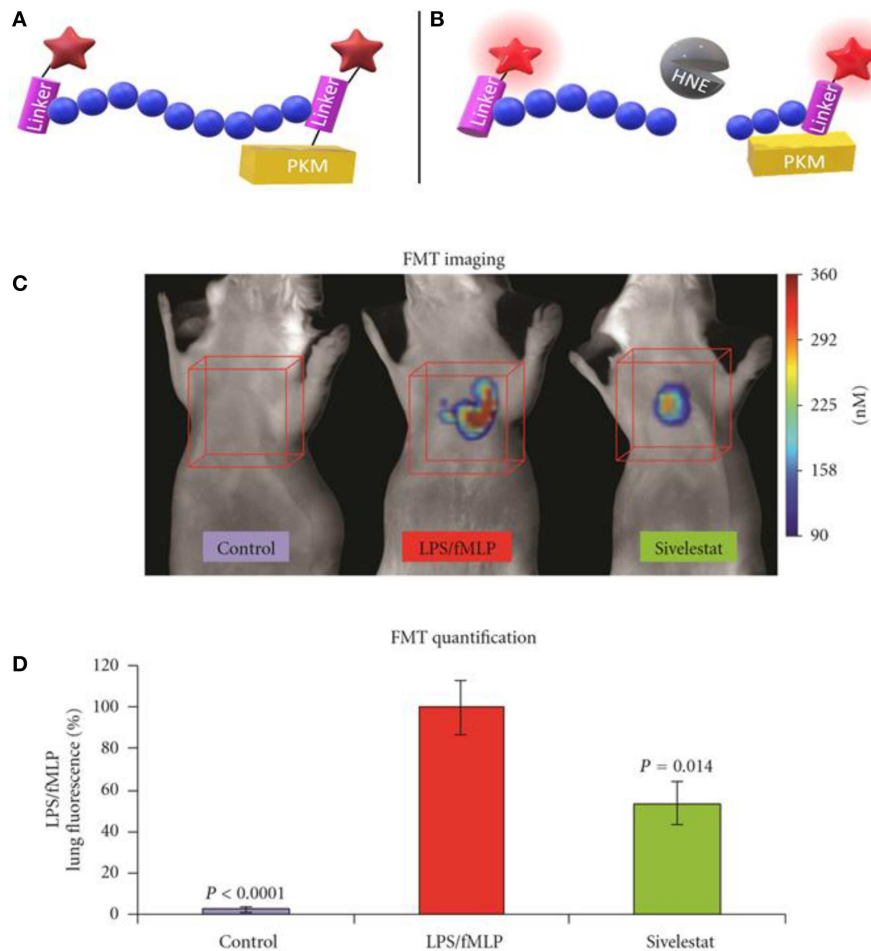 A
B
Linker
Linker
PKM
HNE
Linker
Linker
PKM
C
FMT imaging
360
292
225
158
90
(nM)
Control
LPS/fMLP
Sivelestat
D
FMT quantification
LPS/fMLP
lung fluorescence (%)
120
100
80
60
40
20
0
P < 0.0001
P = 0.014
Control
LPS/fMLP
Sivelestat